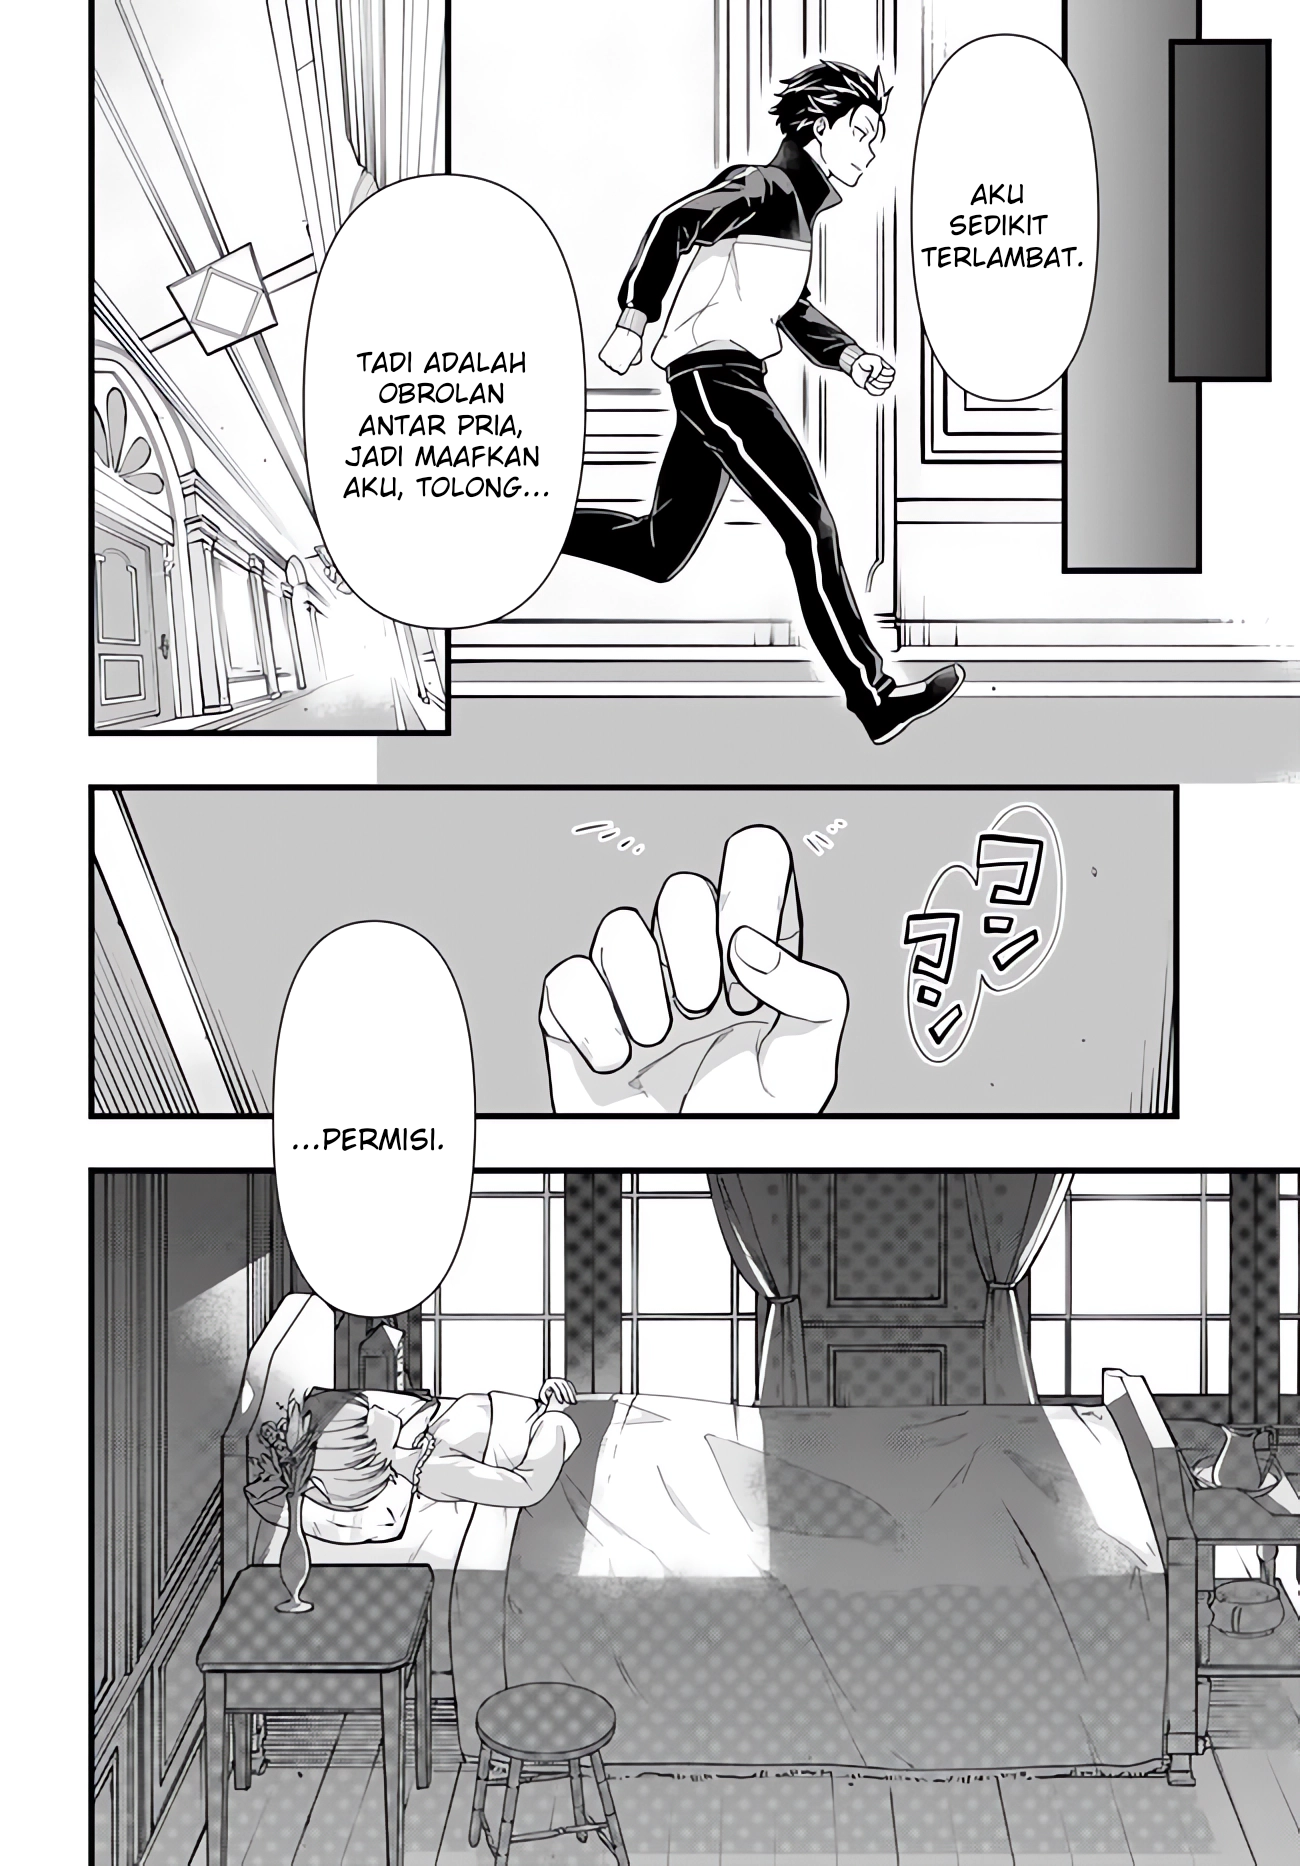 AKU
SEDIKIT
TERLAMBAT.
TADI ADALAH
OBROLAN
ANTAR PRIA,
JADI MAAFKAN
AKU, TOLONG...
コンコン
...PERMISI.